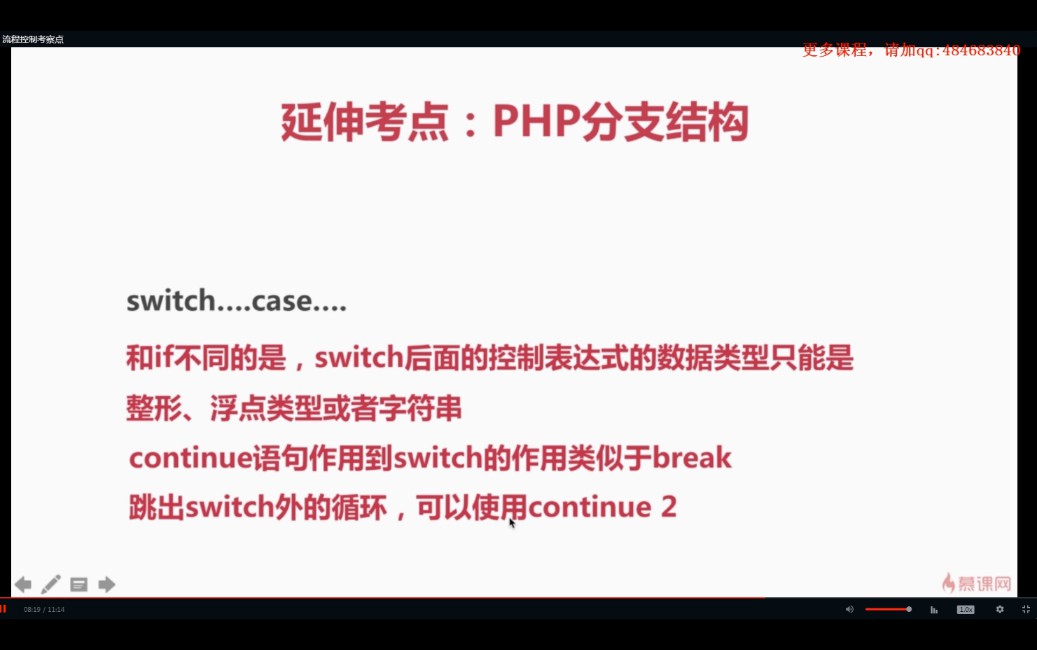 流程控制考察点
更多课程，请加qq:484683840
延伸考点：PHP分支结构
switch....case....
和if不同的是，switch后面的控制表达式的数据类型只能是
整形、浮点类型或者字符串
continue语句作用到switch的作用类似于break
跳出switch外的循环，可以使用continue 2
慕课网
08:19 / 11:14
1.0x